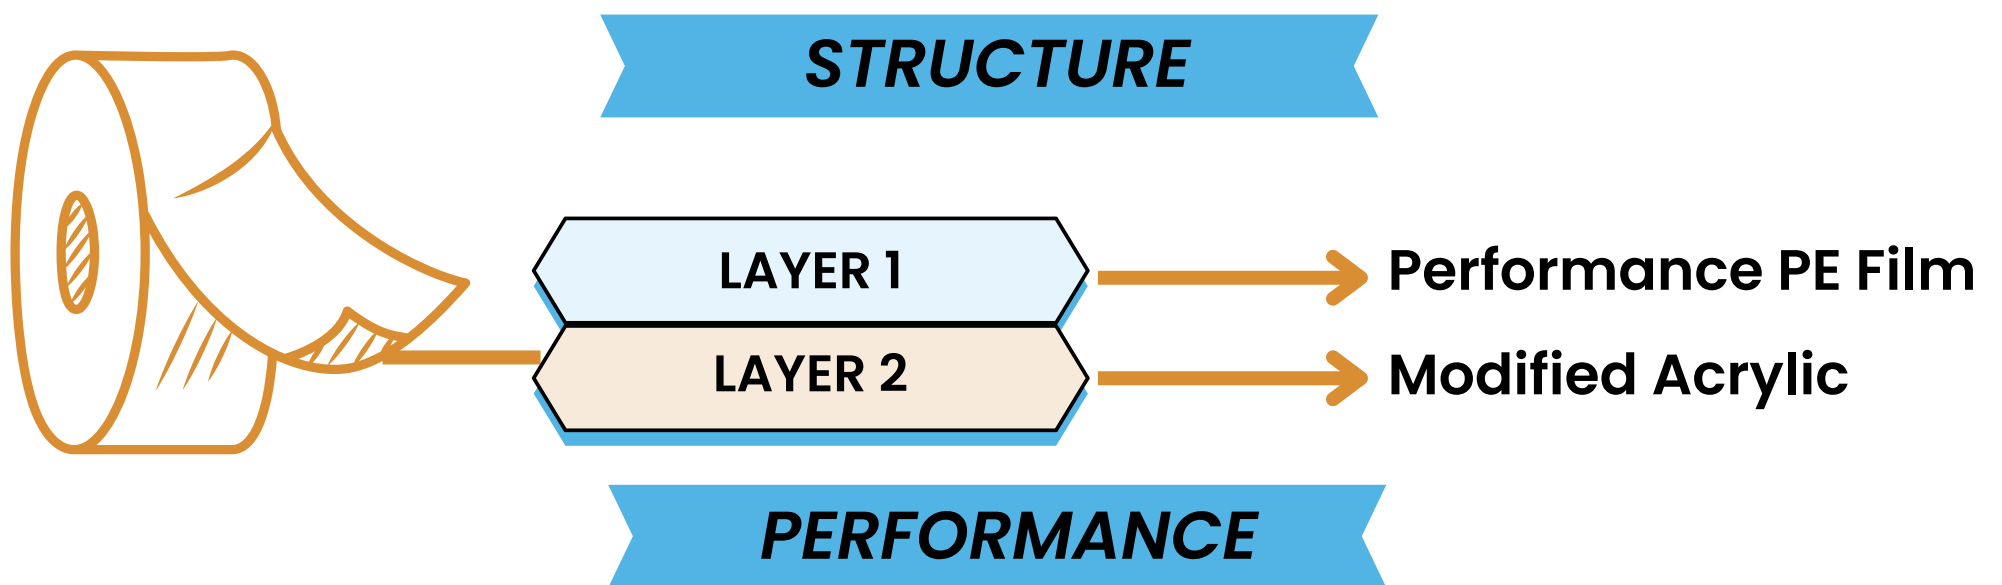 STRUCTURE
LAYER 1
Performance PE Film
LAYER 2
Modified Acrylic
PERFORMANCE